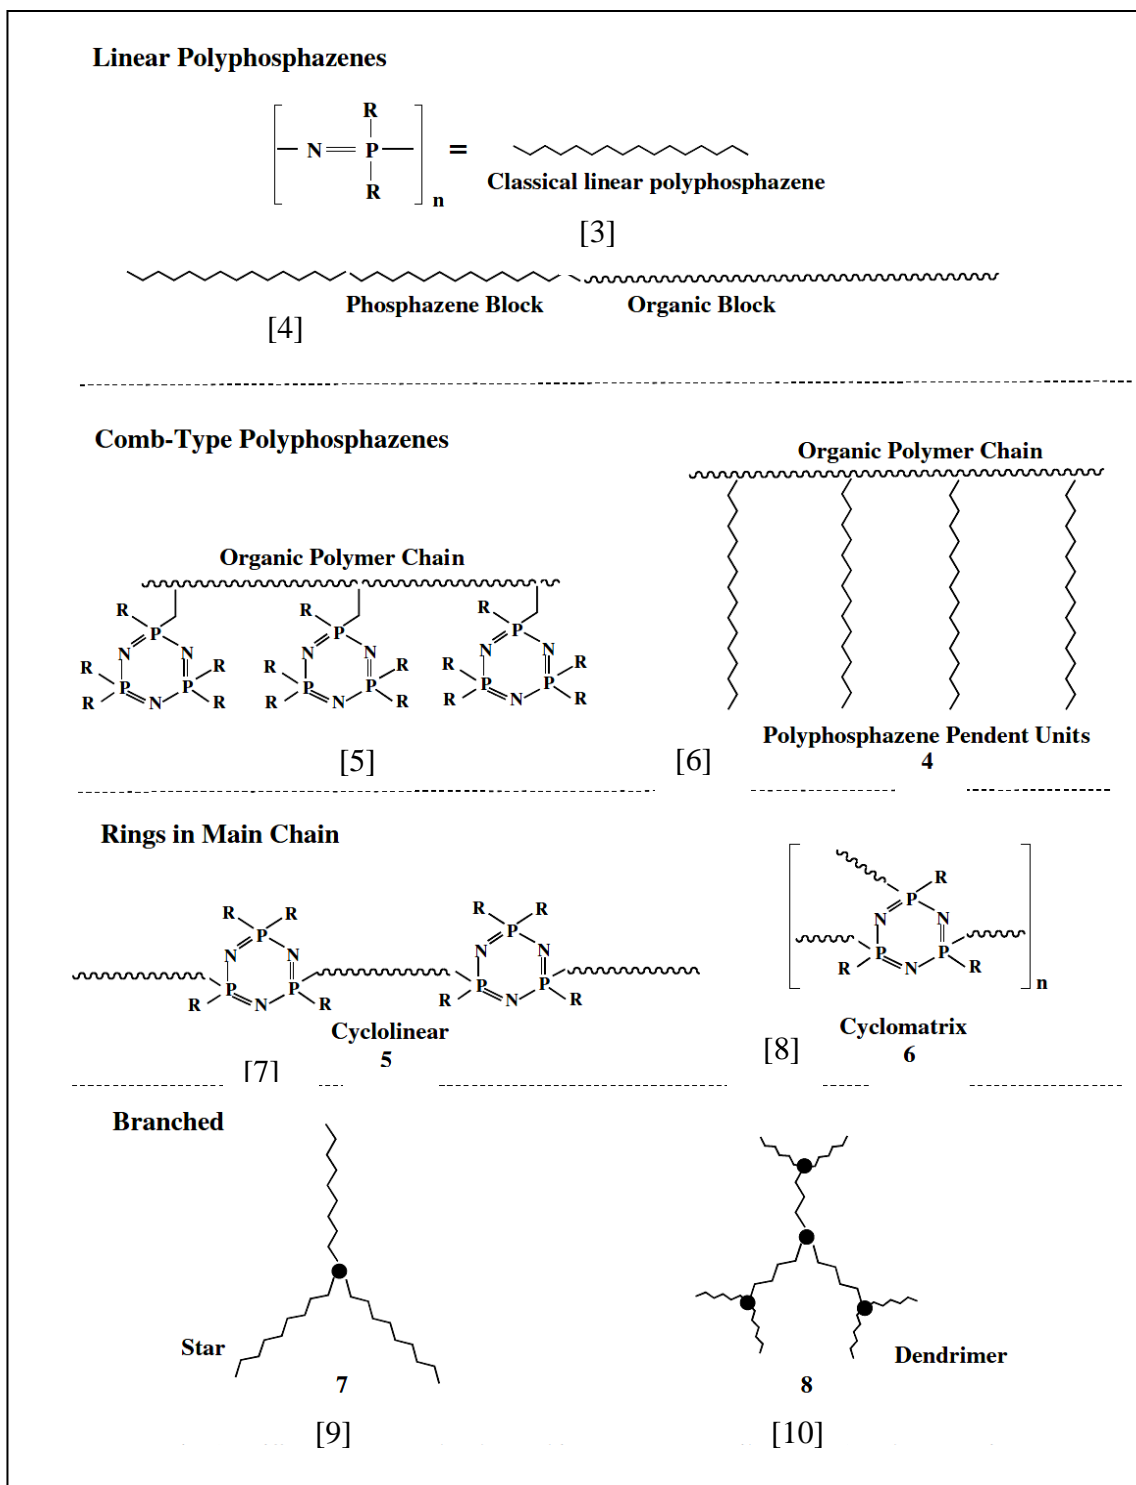 Linear Polyphosphazenes
R
N P
R
n
=
Classical linear polyphosphazene
[3]
Phosphazene Block
Organic Block
[4]
Comb-Type Polyphosphazenes
Organic Polymer Chain
Organic Polymer Chain
R P R P R P
N N N N N N
R P P R R P P R R P P R
R N R R N R R N R
Polyphosphazene Pendent Units
4
[5]
[6]
Rings in Main Chain
R R R R
P P
N N N N
P P P P
R N R R N R
Cyclolinear
5
[7]
R
P
N N
P P
R N R
n
Cyclomatrix
6
[8]
Branched
Star
7
[9]
Dendrimer
8
[10]